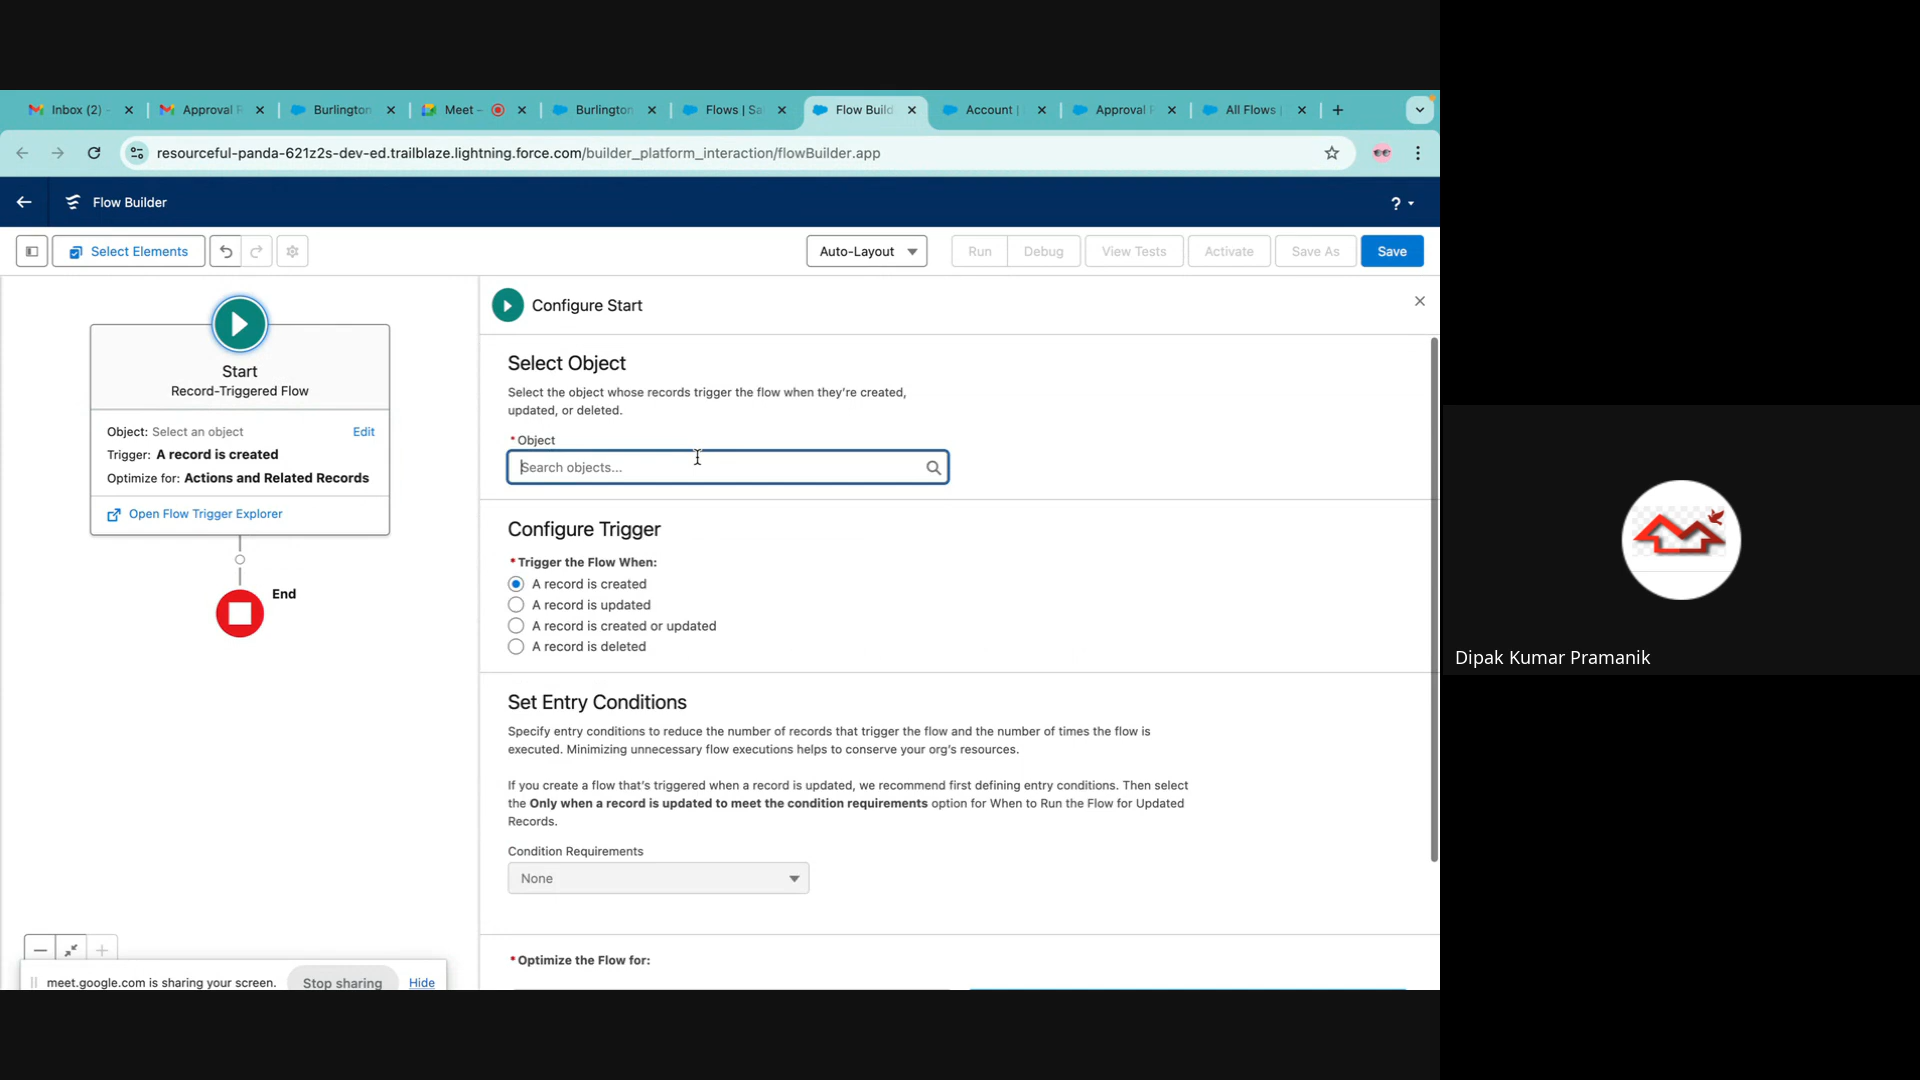 Inbox (2) -
Approval R
Burlington
Meet –
Burlington
Flows | Sa
Flow Build
Account |
Approval P
All Flows |
resourceful-panda-621z2s-dev-ed.trailblaze.lightning.force.com/builder_platform_interaction/flowBuilder.app
Flow Builder
?
Select Elements
Auto-Layout
Run
Debug
View Tests
Activate
Save As
Save
Start
Record-Triggered Flow
Object: Select an object
Edit
Trigger: A record is created
Optimize for: Actions and Related Records
Open Flow Trigger Explorer
End
Configure Start
Select Object
Select the object whose records trigger the flow when they're created,
updated, or deleted.
* Object
Search objects...
Configure Trigger
* Trigger the Flow When:
A record is created
A record is updated
A record is created or updated
A record is deleted
Set Entry Conditions
Specify entry conditions to reduce the number of records that trigger the flow and the number of times the flow is
executed. Minimizing unnecessary flow executions helps to conserve your org's resources.
If you create a flow that's triggered when a record is updated, we recommend first defining entry conditions. Then select
the Only when a record is updated to meet the condition requirements option for When to Run the Flow for Updated
Records.
Condition Requirements
None
* Optimize the Flow for:
meet.google.com is sharing your screen.
Stop sharing
Hide
Dipak Kumar Pramanik